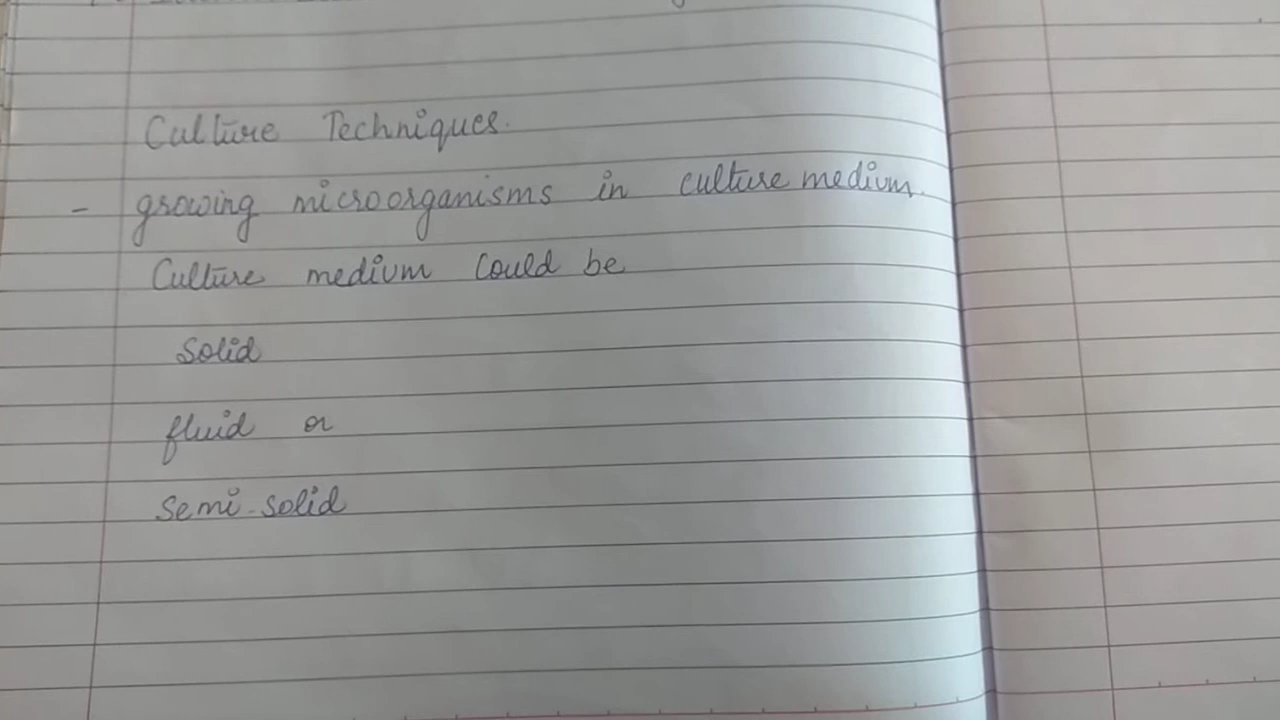 Culture Techniques.
- growing microorganisms in culture medium.
Culture medium could be
solid
fluid or
semi-solid